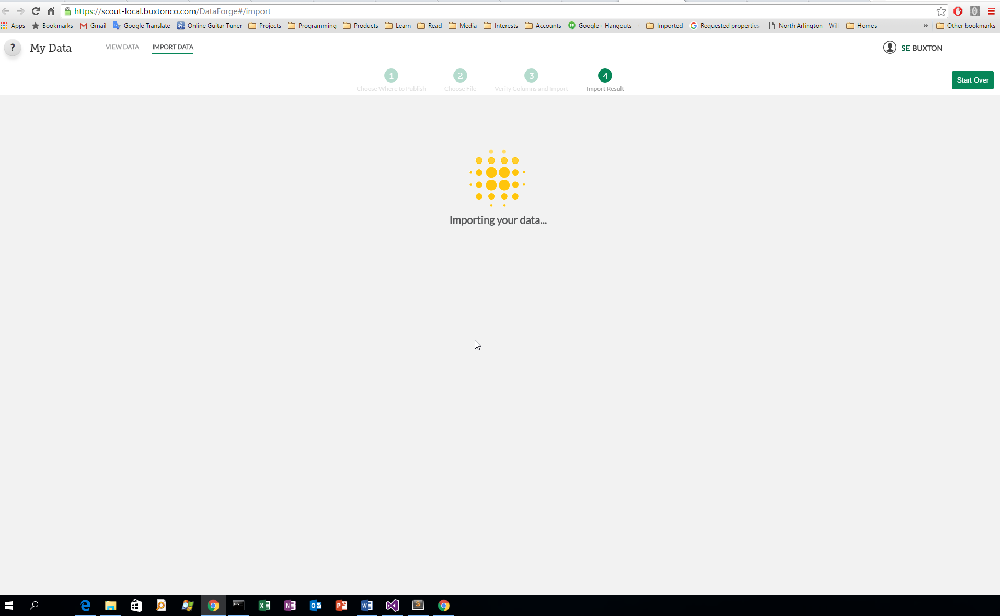 https://scout-local.buxtonco.com/DataForge#/import
Apps Bookmarks Gmail Google Translate Online Guitar Tuner Projects Programming Products Learn Read Media Interests Accounts Google+ Hangouts – Imported Requested properties North Arlington - Will Homes » Other bookmarks
? My Data VIEW DATA IMPORT DATA SE BUXTON
1 2 3 4
Choose Where to Publish Choose File Verify Columns and Import Import Result
Start Over
Importing your data...